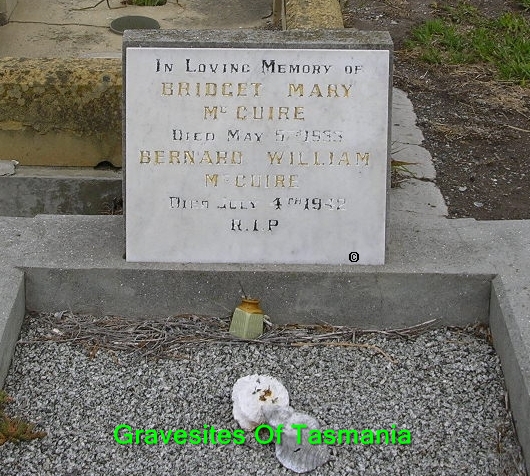 In Loving Memory of
BRIDGET MARY
McGUIRE
Died May 5th
BERNARD WILLIAM
McGUIRE
Died July 4th 1942
R.I.P
©
Gravesites Of Tasmania